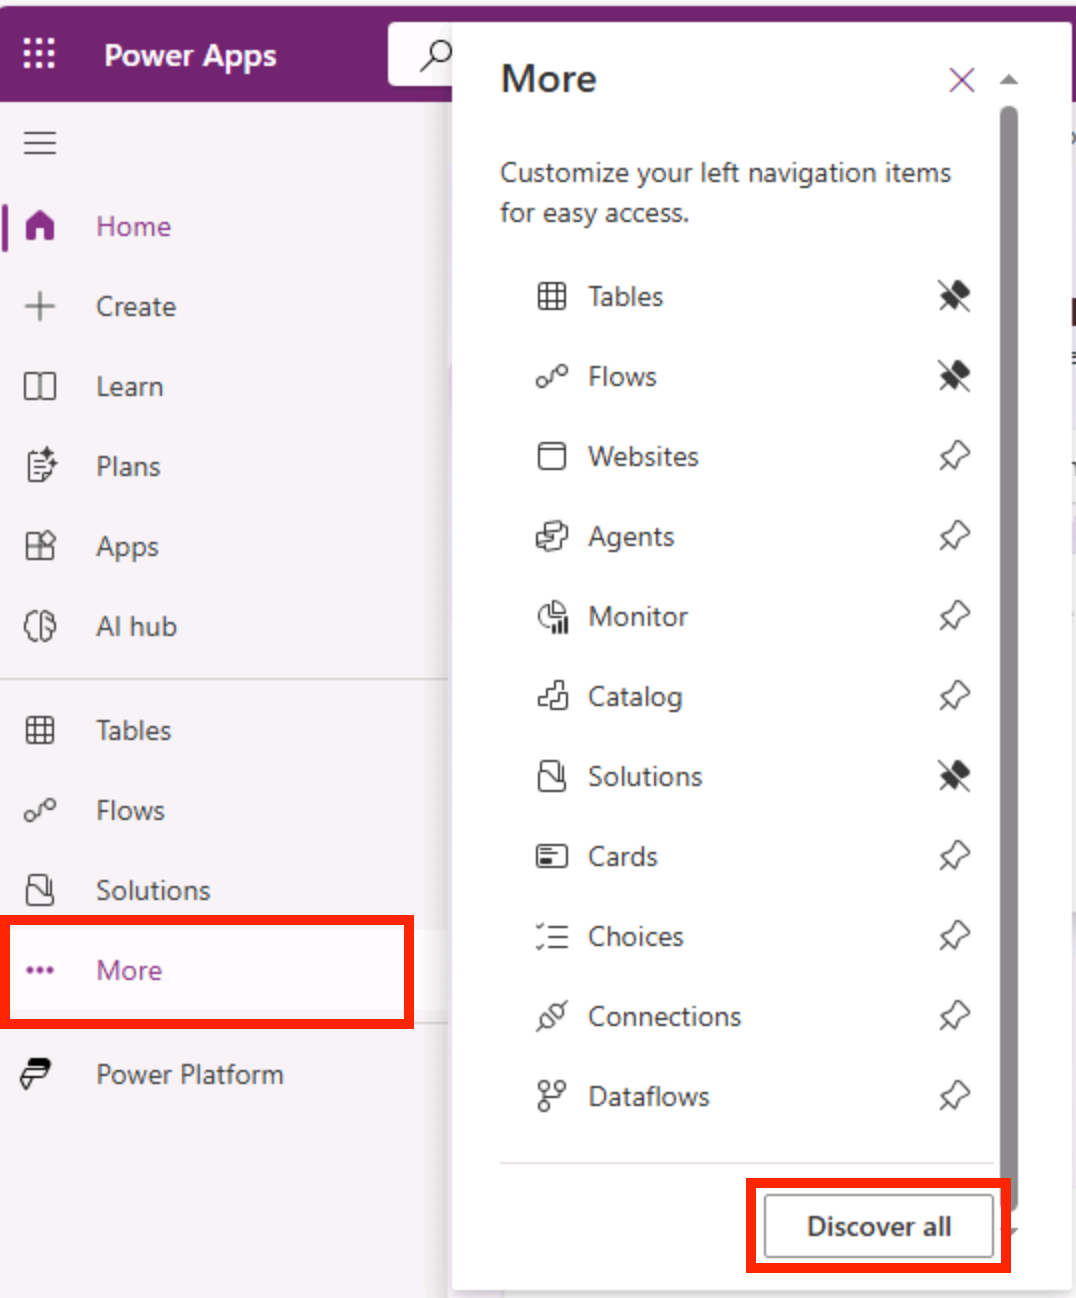 Power Apps
Home
Create
Learn
Plans
Apps
AI hub
Tables
Flows
Solutions
More
Power Platform
More
Customize your left navigation items
for easy access.
Tables
Flows
Websites
Agents
Monitor
Catalog
Solutions
Cards
Choices
Connections
Dataflows
Discover all